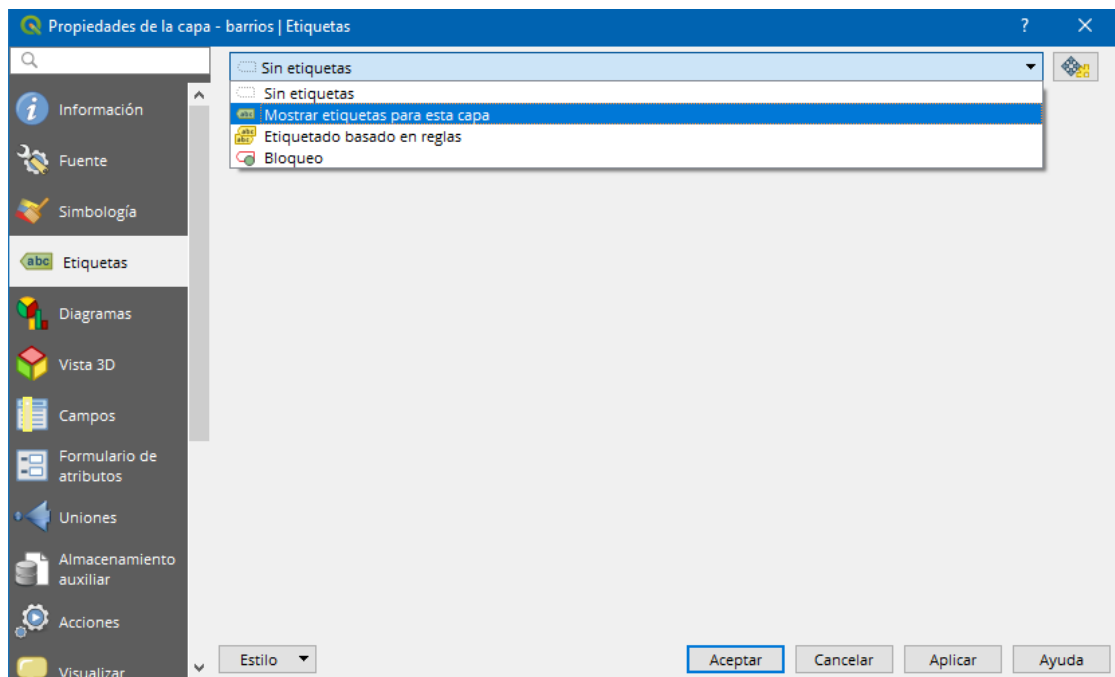 Propiedades de la capa - barrios | Etiquetas
?
Sin etiquetas
Sin etiquetas
Mostrar etiquetas para esta capa
Etiquetado basado en reglas
Bloqueo
Información
Fuente
Simbología
abc Etiquetas
Diagramas
Vista 3D
Campos
Formulario de
atributos
Uniones
Almacenamiento
auxiliar
Acciones
Visualizar
Estilo
Aceptar
Cancelar
Aplicar
Ayuda